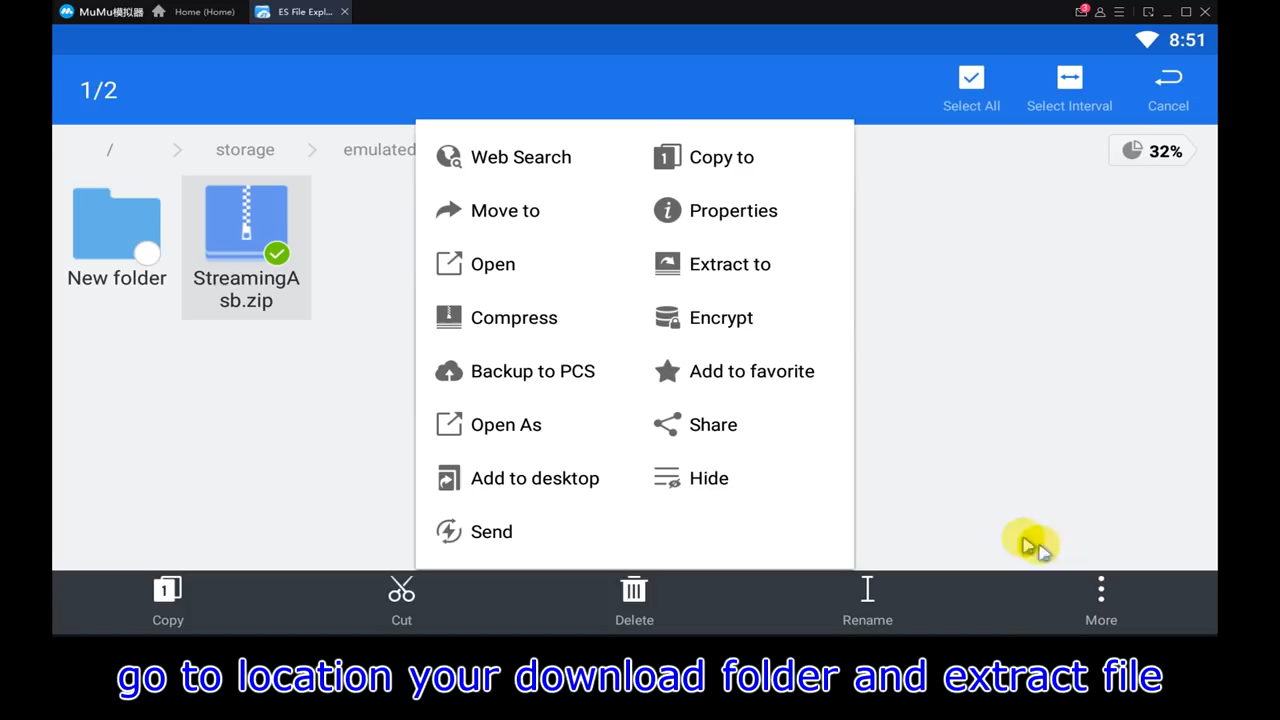 MuMu模拟器 Home (Home) ES File Expl...
3
8:51
1/2
Select All Select Interval Cancel
/ storage emulated
32%
New folder
StreamingA
sb.zip
Web Search
1 Copy to
Move to
Properties
Open
Extract to
Compress
Encrypt
Backup to PCS
Add to favorite
Open As
Share
Add to desktop
Hide
Send
1
Copy Cut Delete Rename More
go to location your download folder and extract file